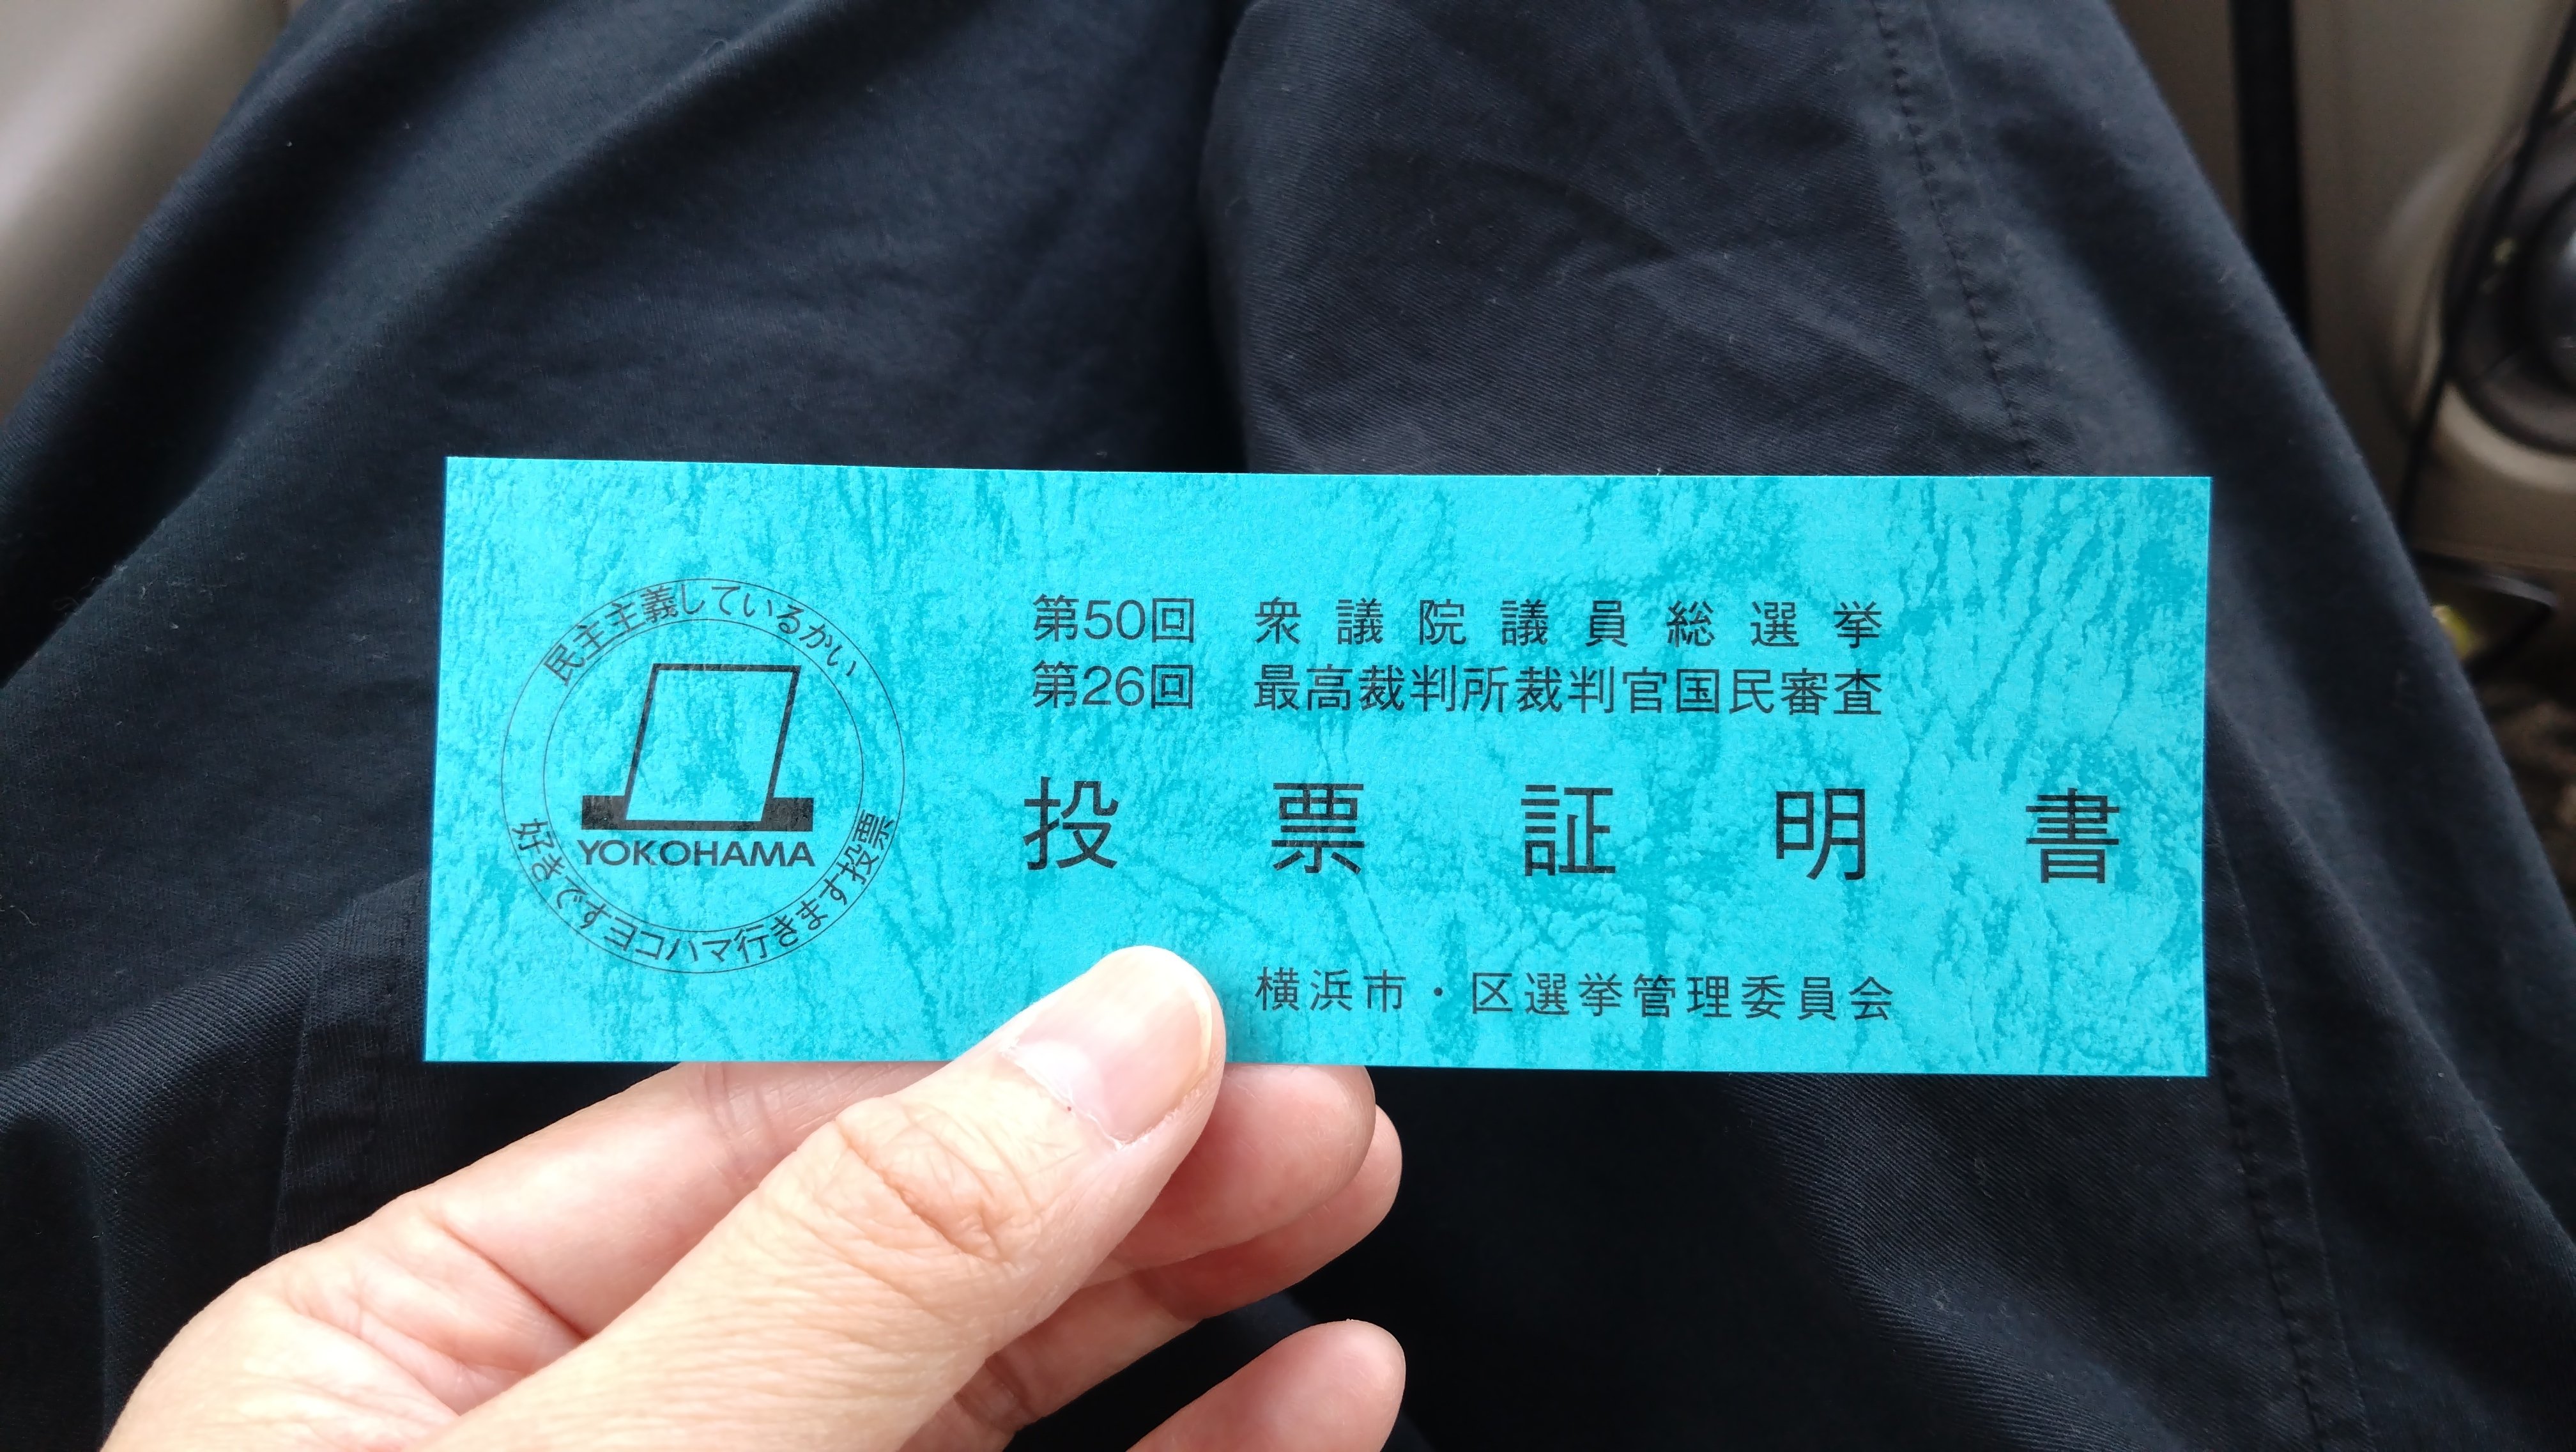 民主主義しているかい
YOKOHAMA
好きですヨコハマ行きます投票
第50回 衆議院議員総選挙
第26回 最高裁判所裁判官国民審査
投票証明書
横浜市・区選挙管理委員会